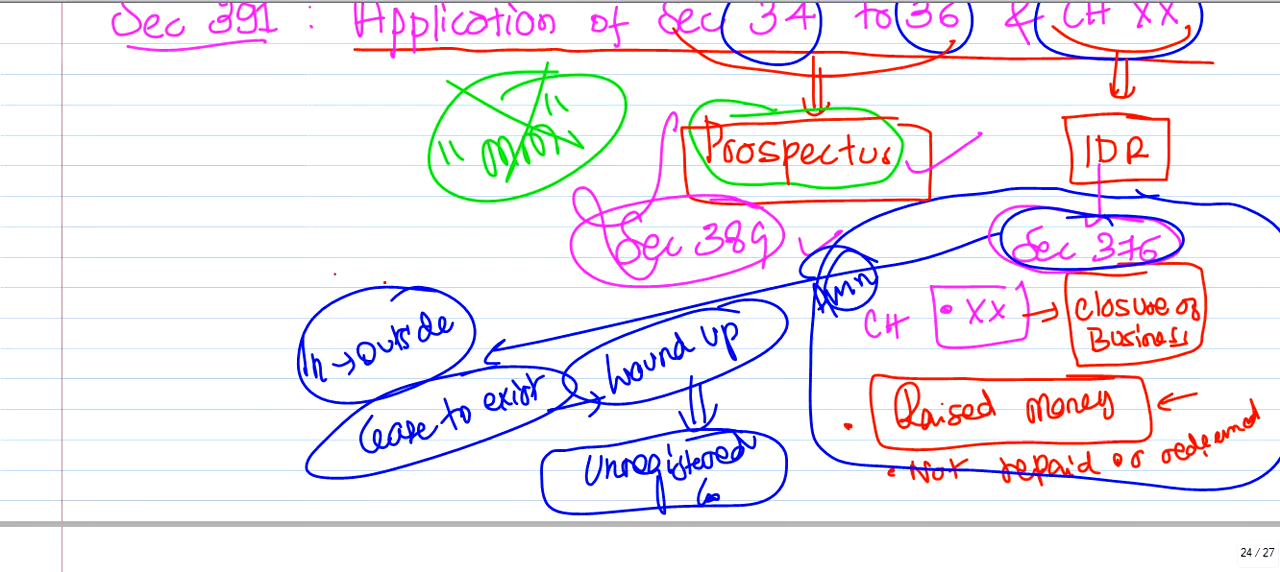 Sec 391 : Application of Sec 34 to 36 & CH XX
Prospectus
IDR
Sec 389
Sec 376
CH XX → Closure of
Business
In → Outside
Wound up
Cease to exist
Raised Money
Unregistered
Co
Not repaid or redeemed
24 / 27